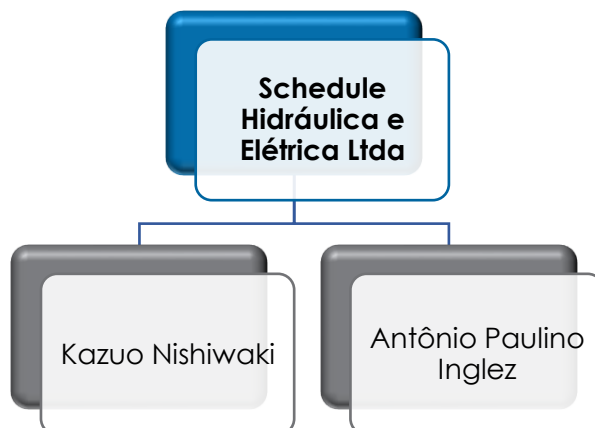 Schedule
Hidráulica e
Elétrica Ltda
Kazuo Nishiwaki
Antônio Paulino
Inglez